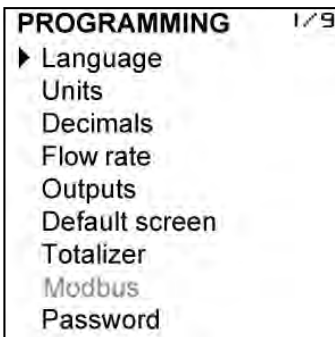 PROGRAMMING 1/9
Language
Units
Decimals
Flow rate
Outputs
Default screen
Totalizer
Modbus
Password